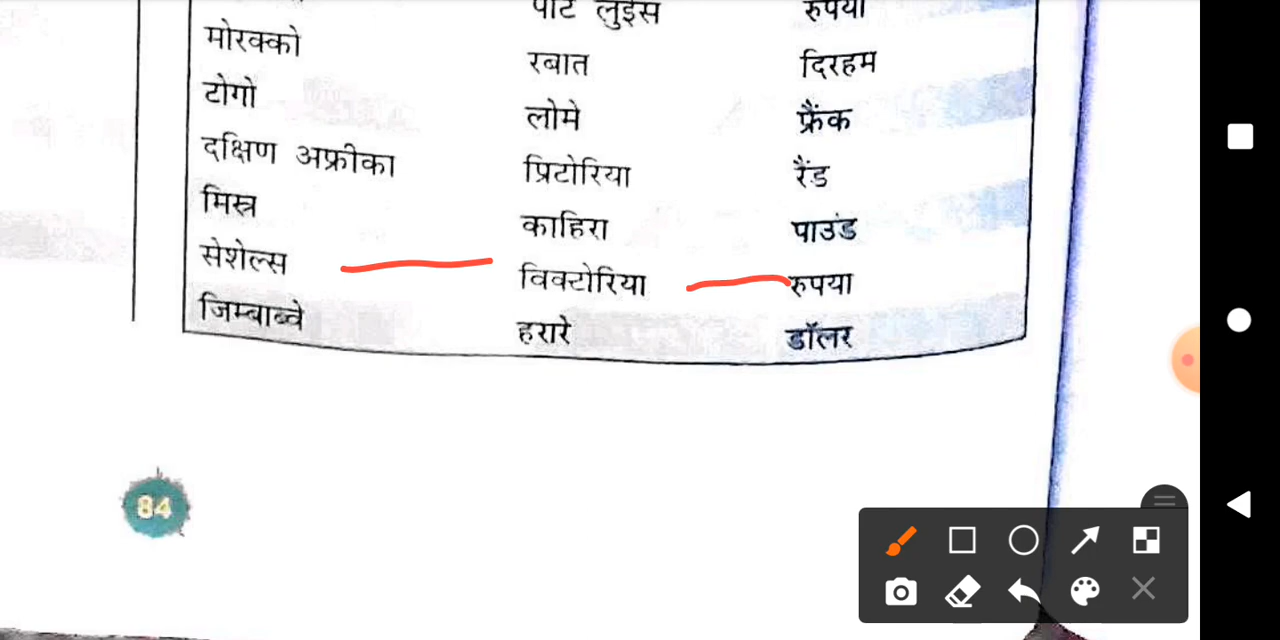 पोर्ट लुईस रुपया
मोरक्को रबात दिरहम
टोगो लोमे फ्रैंक
दक्षिण अफ्रीका प्रिटोरिया रैंड
मिस्र काहिरा पाउंड
सेशेल्स विक्टोरिया रुपया
जिम्बाब्वे हरारे डॉलर
84